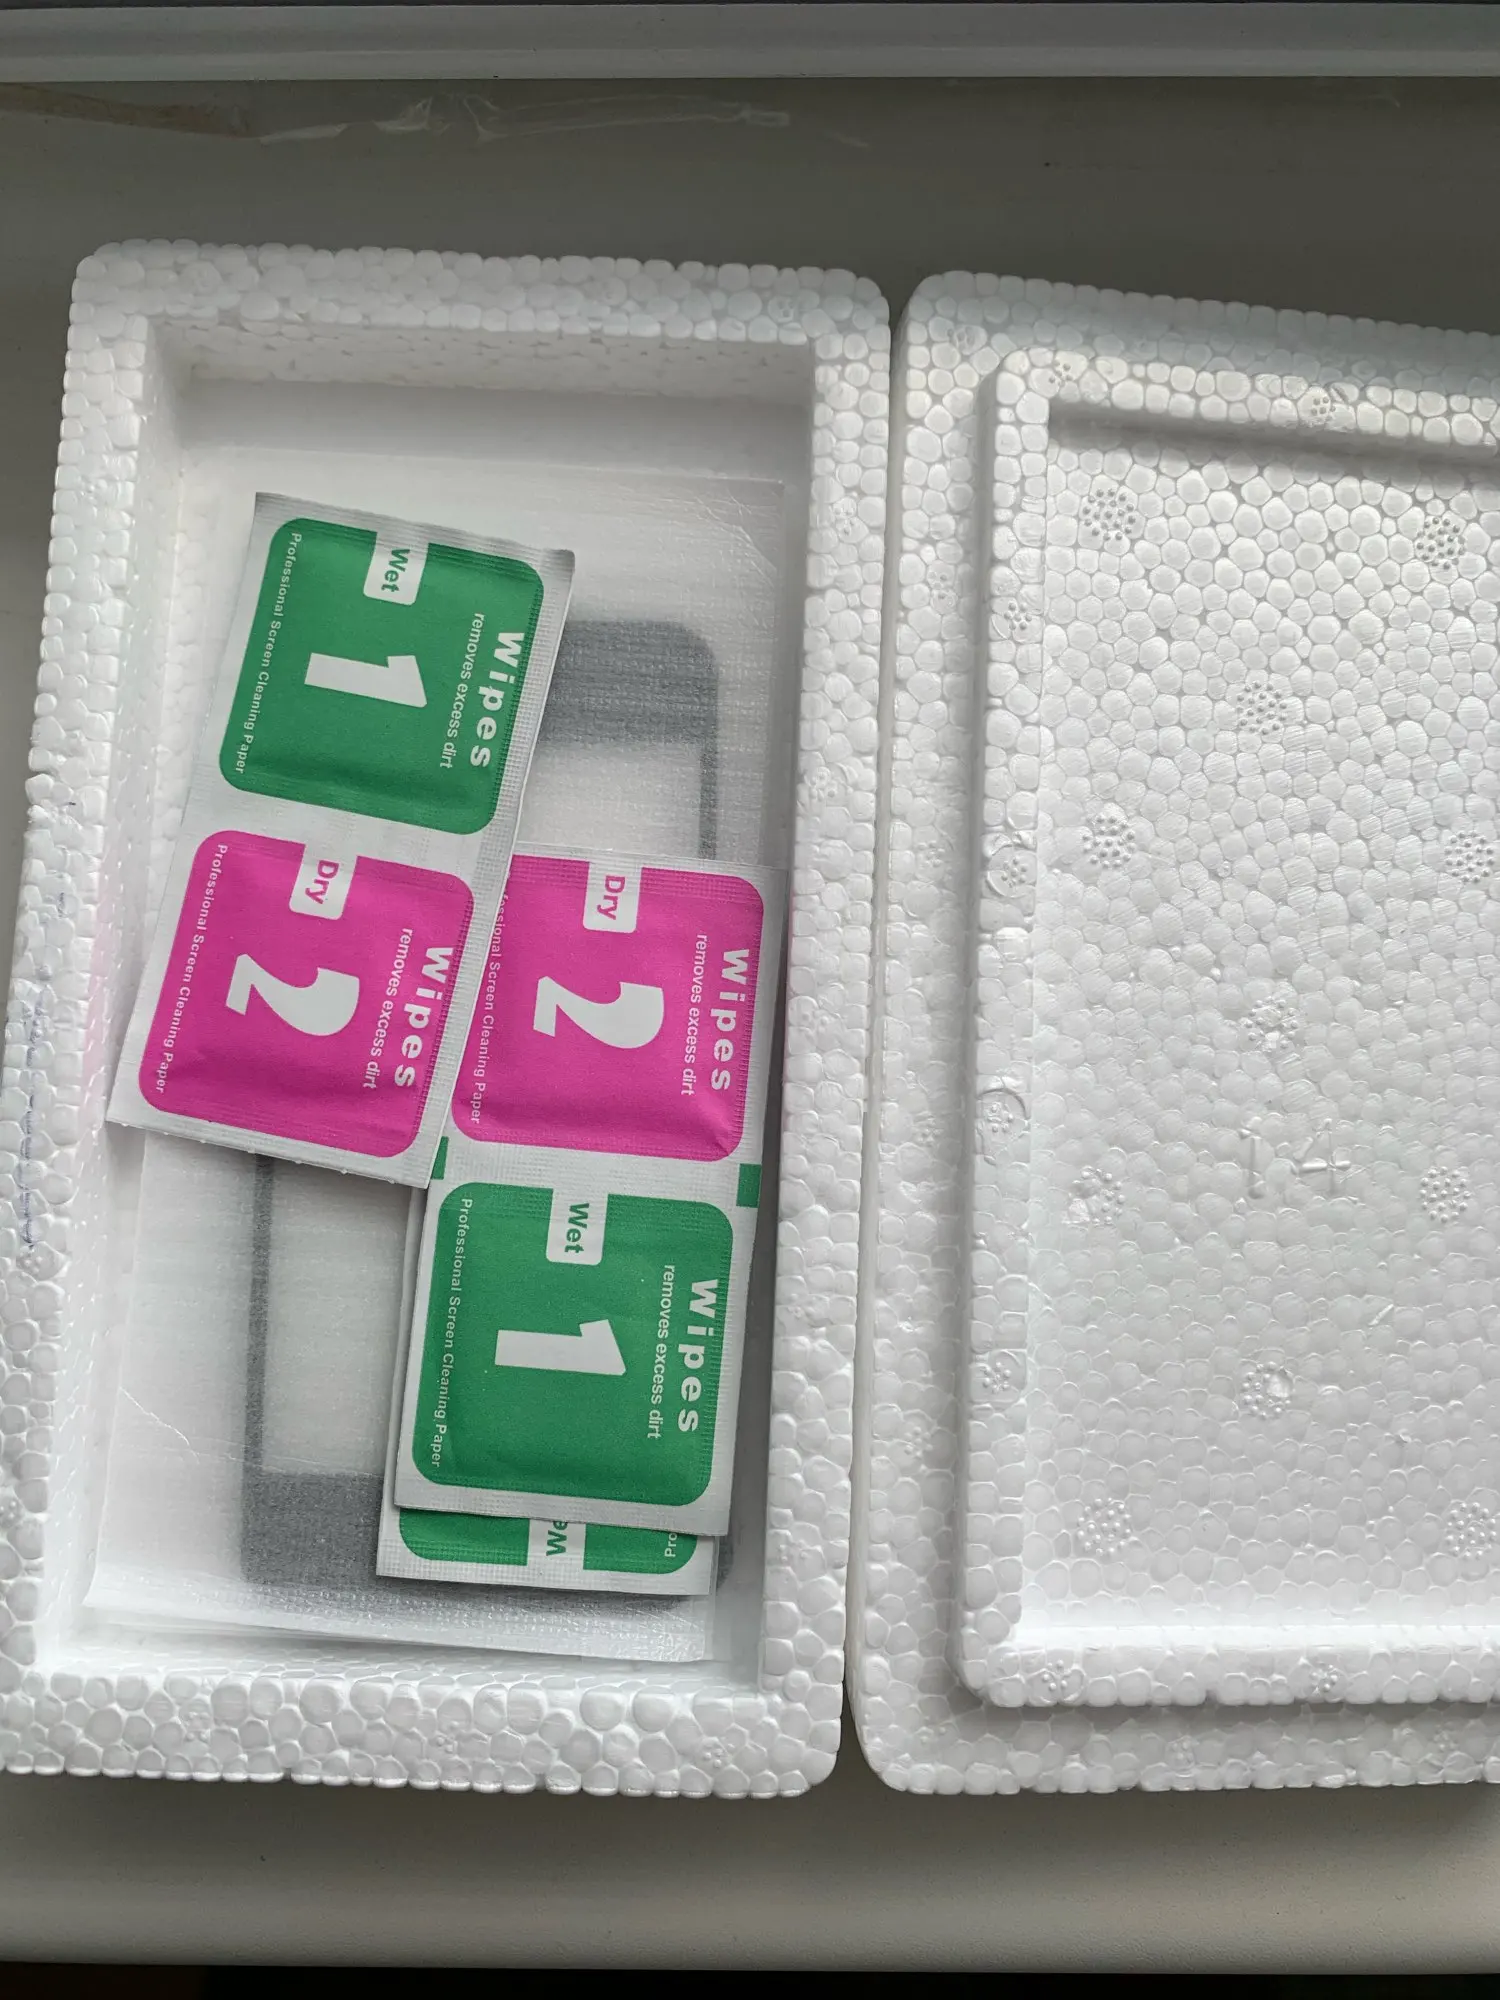 Wipes
removes excess dirt
Wet
1
Professional Screen Cleaning Paper
Wipes
removes excess dirt
Dry
2
Professional Screen Cleaning Paper
Wipes
removes excess dirt
Dry
2
Screen Cleaning Paper
Wipes
removes excess dirt
Wet
1
Professional Screen Cleaning Paper
14